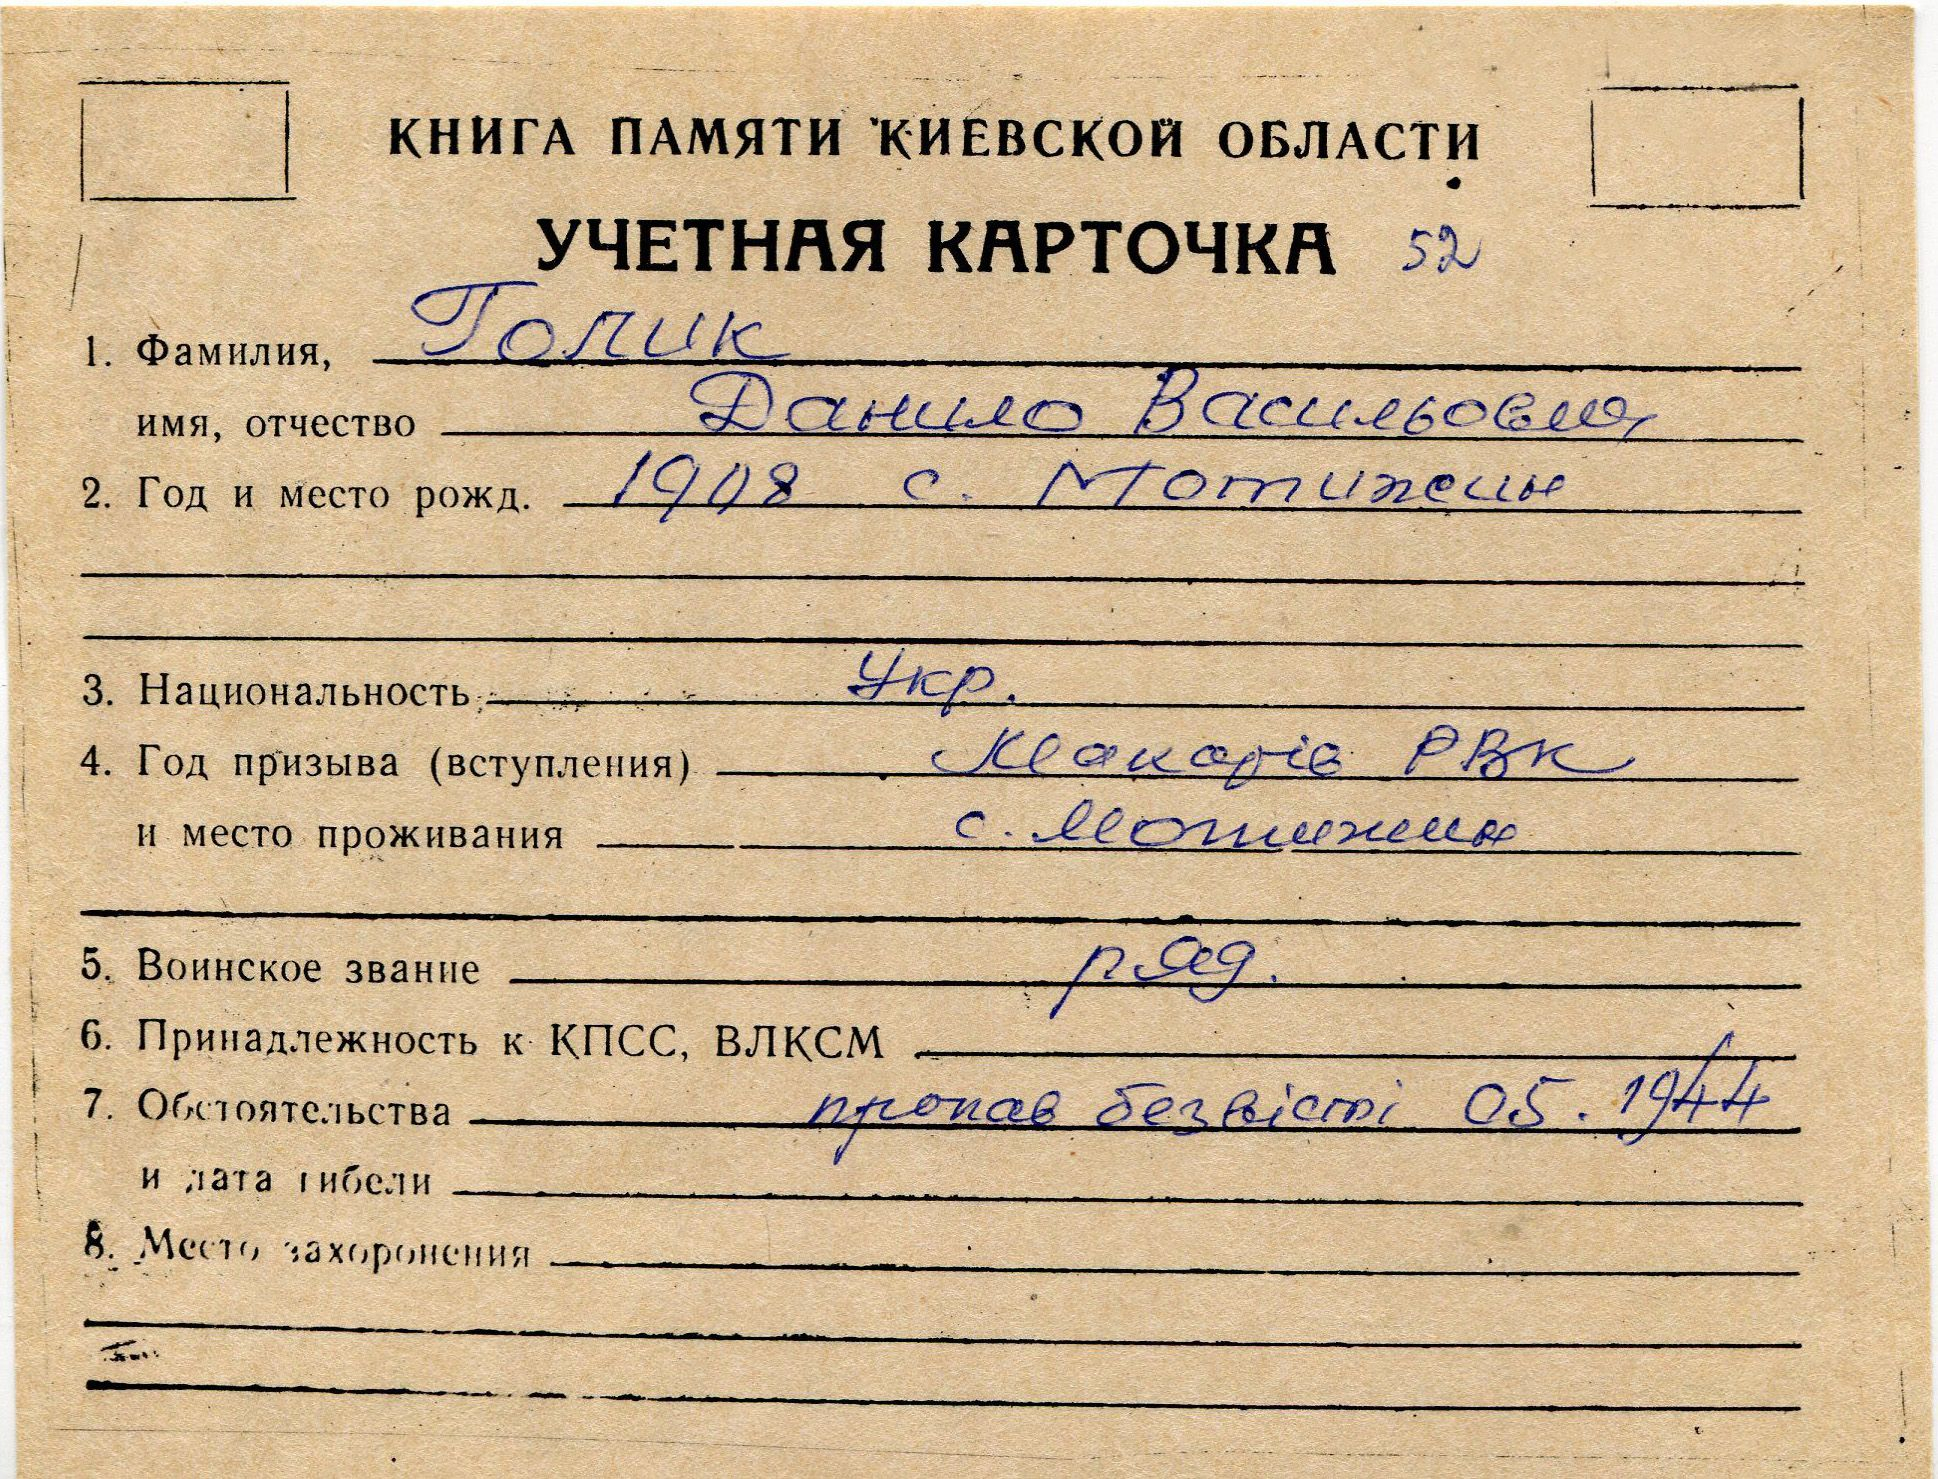 КНИГА ПАМЯТИ КИЕВСКОЙ ОБЛАСТИ
УЧЕТНАЯ КАРТОЧКА 52
1. Фамилия, Голик
имя, отчество Данило Васильович
2. Год и место рожд. 1908 с. Мотижин
3. Национальность Укр.
4. Год призыва (вступления) Макарів РВК
и место проживания с. Мотижин
5. Воинское звание ряд.
6. Принадлежность к КПСС, ВЛКСМ
7. Обстоятельства пропав безвісті 05.1944
и дата гибели
8. Место захоронения